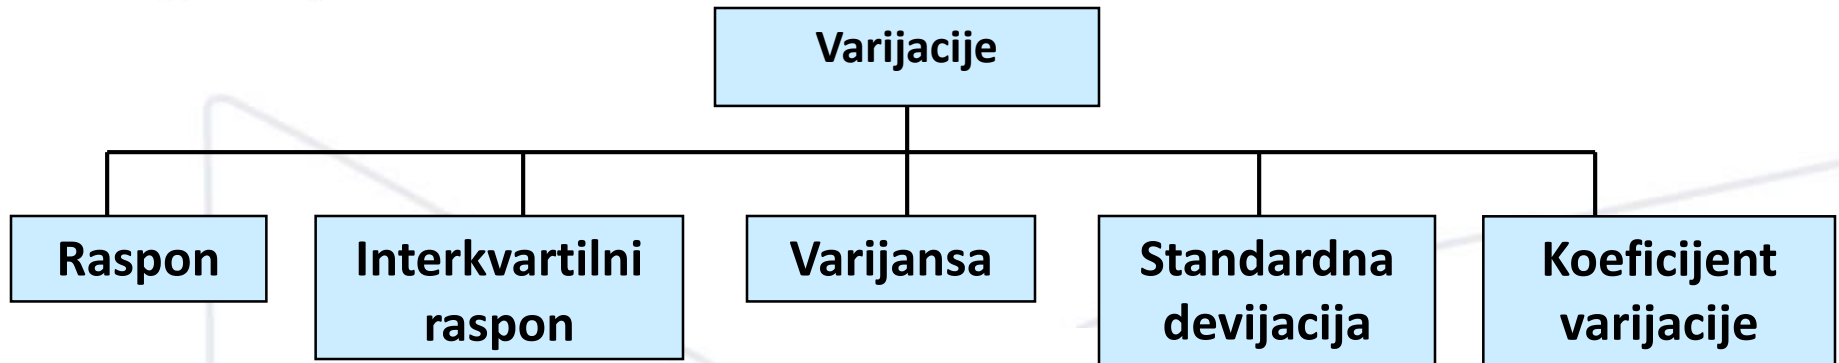 Varijacije
Raspon
Interkvartilni
raspon
Varijansa
Standardna
devijacija
Koeficijent
varijacije